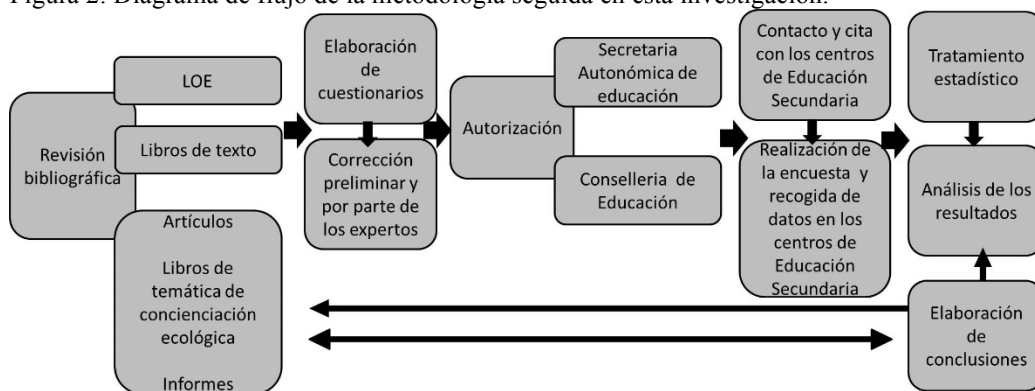 Figura 2. Diagrama de flujo de la metodología seguida en esta investigación.
Revisión
bibliográfica
LOE
Libros de texto
Artículos
Libros de
temática de
concienciación
ecológica
Informes
Elaboración
de
cuestionarios
Corrección
preliminar y
por parte de
los expertos
Autorización
Secretaria
Autonómica de
educación
Conselleria de
Educación
Contacto y cita
con los centros
de Educación
Secundaria
Realización de
la encuesta y
recogida de
datos en los
centros de
Educación
Secundaria
Tratamiento
estadístico
Análisis de los
resultados
Elaboración
de
conclusiones